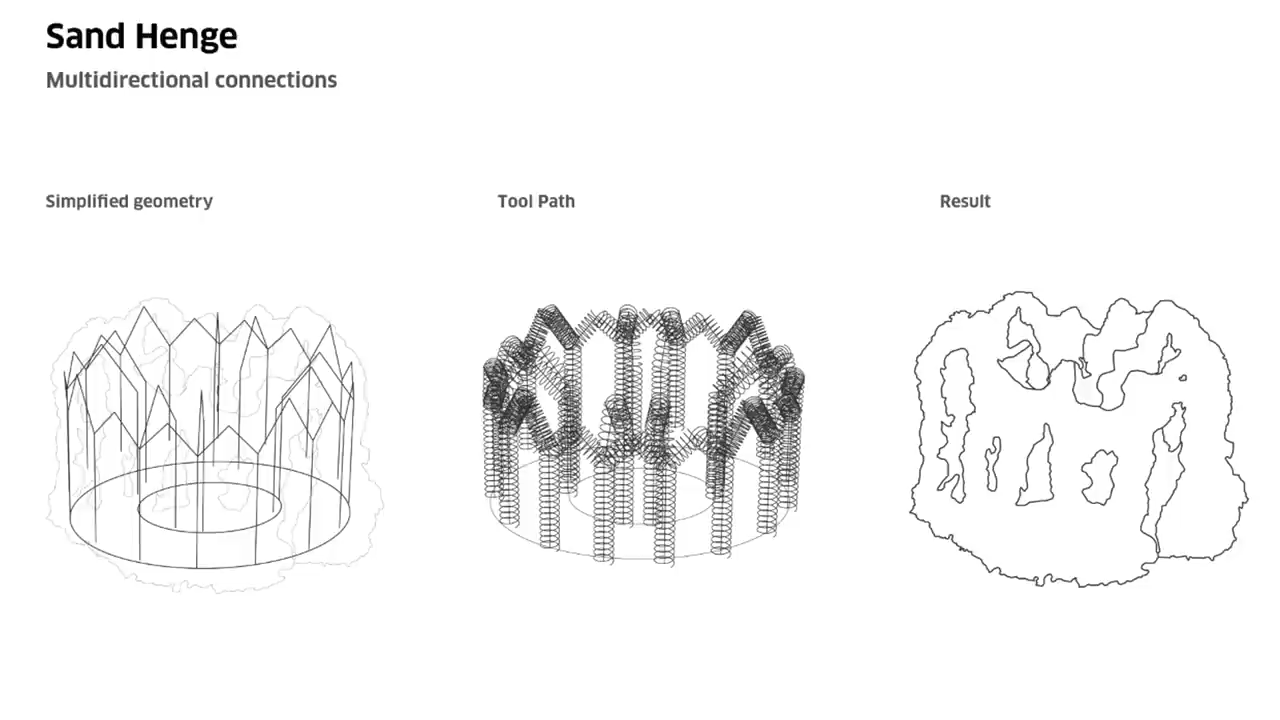 Sand Henge
Multidirectional connections
Simplified geometry
Tool Path
Result